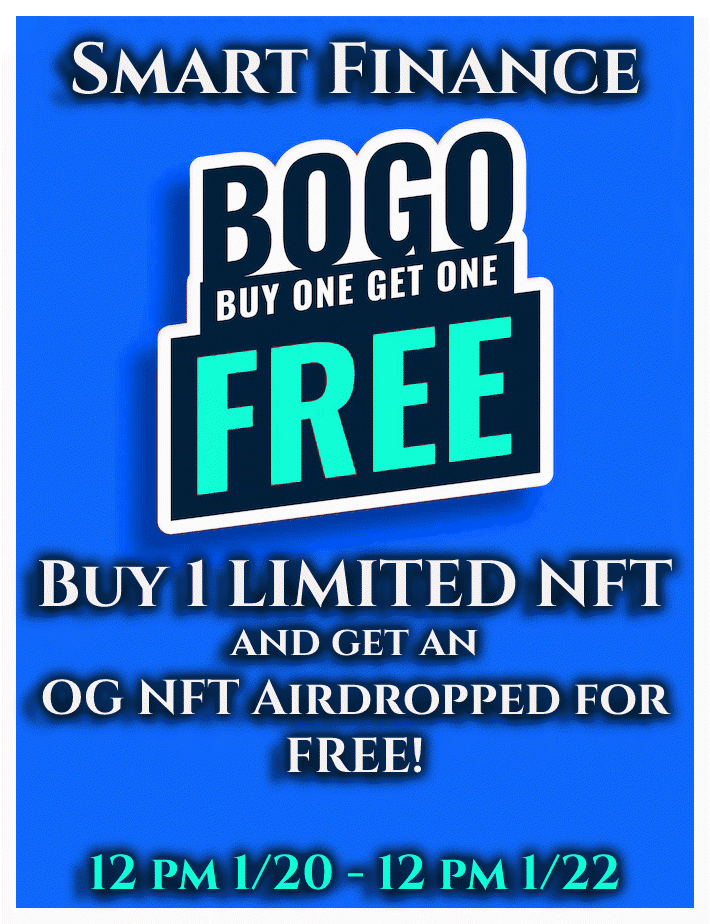 Smart Finance
BOGO
BUY ONE GET ONE
FREE
Buy 1 LIMITED NFT
and get an
OG NFT Airdropped for
FREE!
12 pm 1/20 - 12 pm 1/22